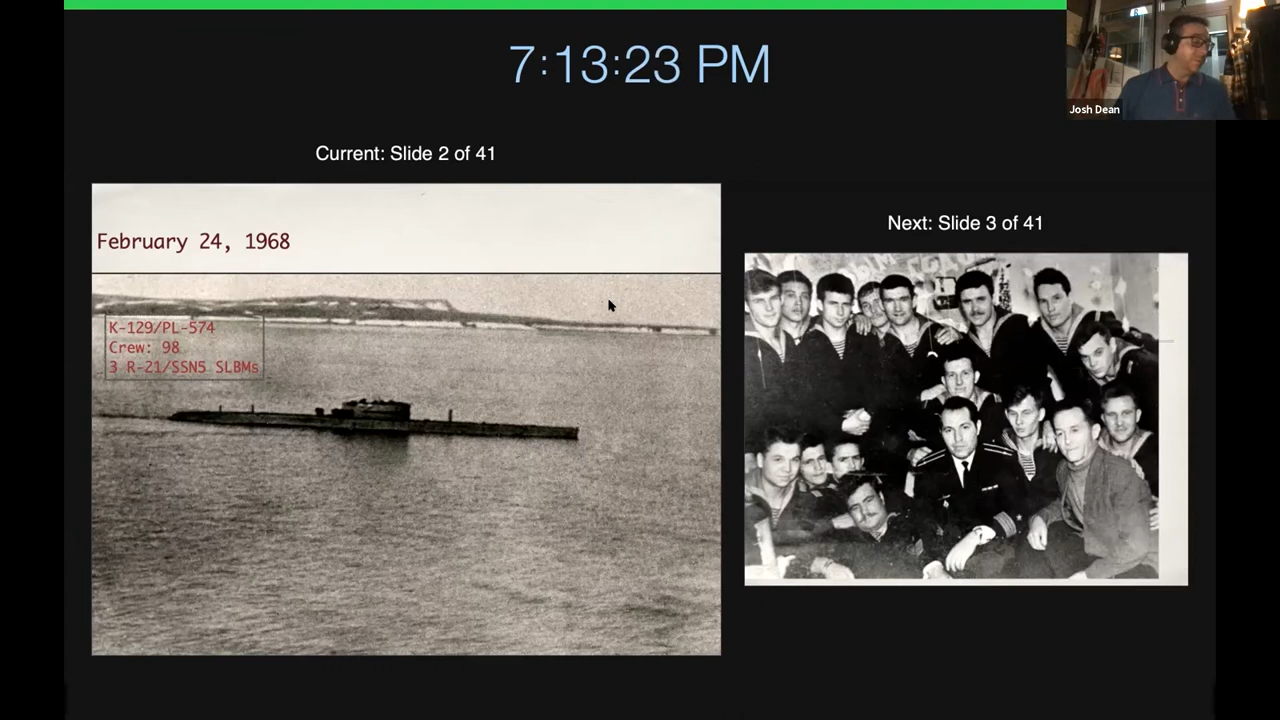 7:13:23 PM
Josh Dean
Current: Slide 2 of 41
Next: Slide 3 of 41
February 24, 1968
K-129/PL-574
Crew: 98
3 R-21/SSN5 SLBMs